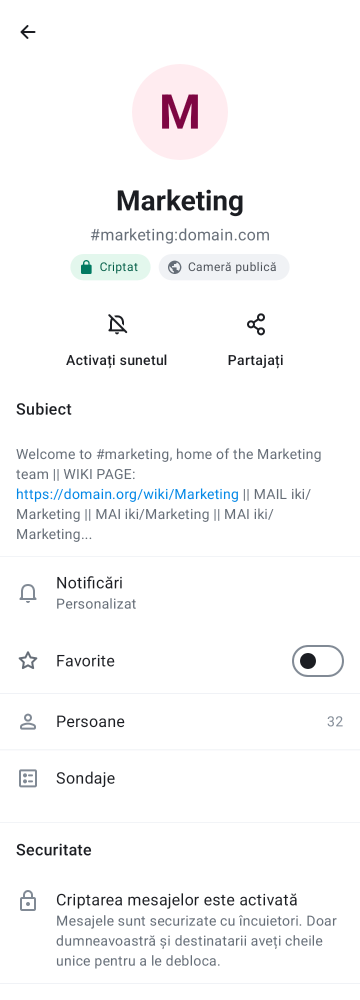 M
Marketing
#marketing:domain.com
Criptat
Cameră publică
Activați sunetul
Partajați
Subiect
Welcome to #marketing, home of the Marketing
team || WIKI PAGE:
https://domain.org/wiki/Marketing || MAIL iki/
Marketing || MAI iki/Marketing || MAI iki/
Marketing...
Notificări
Personalizat
Favorite
Persoane
32
Sondaje
Securitate
Criptarea mesajelor este activată
Mesajele sunt securizate cu încuietori. Doar
dumneavoastră și destinatarii aveți cheile
unice pentru a le debloca.